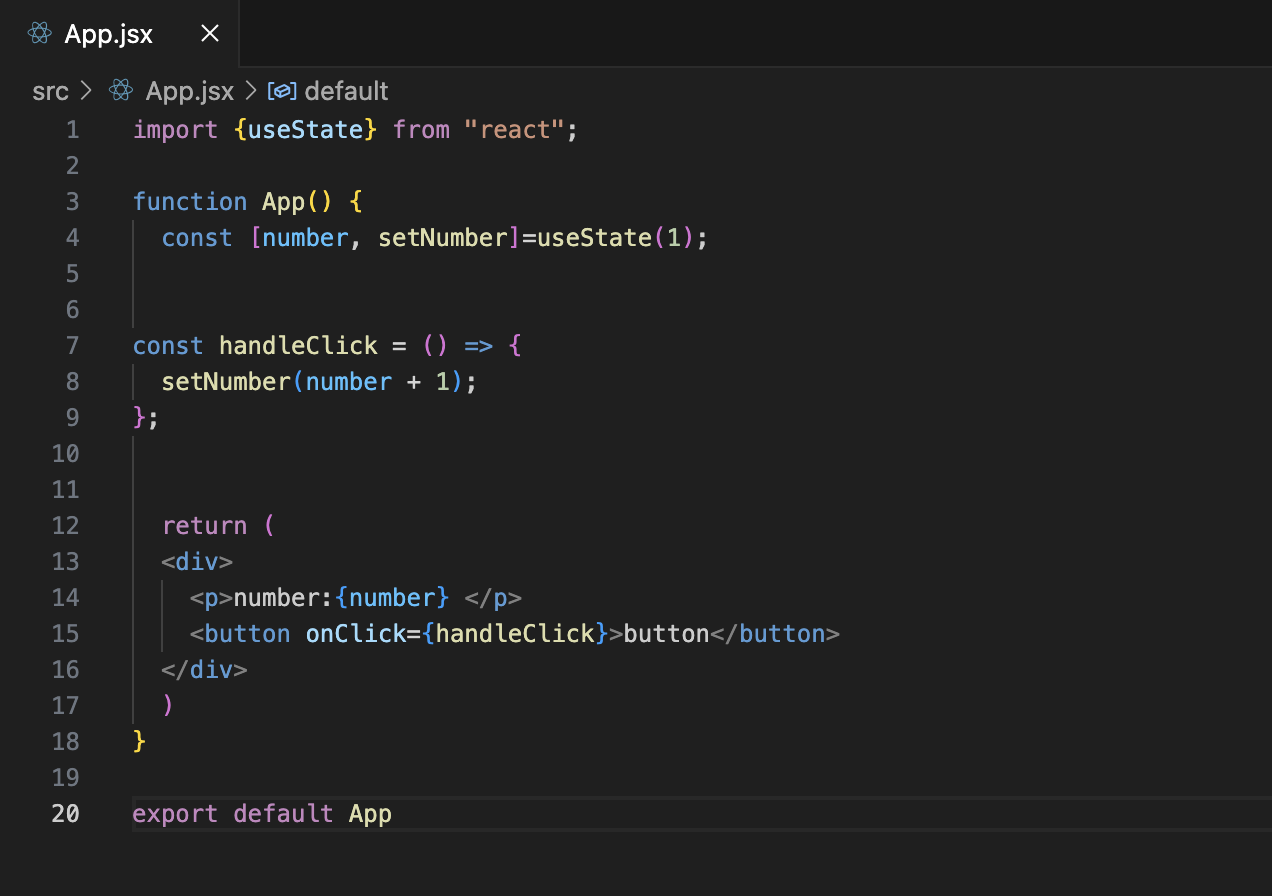 App.jsx
src > App.jsx > default
1 import {useState} from "react";
2
3 function App() {
4   const [number, setNumber]=useState(1);
5
6
7 const handleClick = () => {
8   setNumber(number + 1);
9 };
10
11
12   return (
13   <div>
14     <p>number:{number} </p>
15     <button onClick={handleClick}>button</button>
16   </div>
17   )
18 }
19
20 export default App